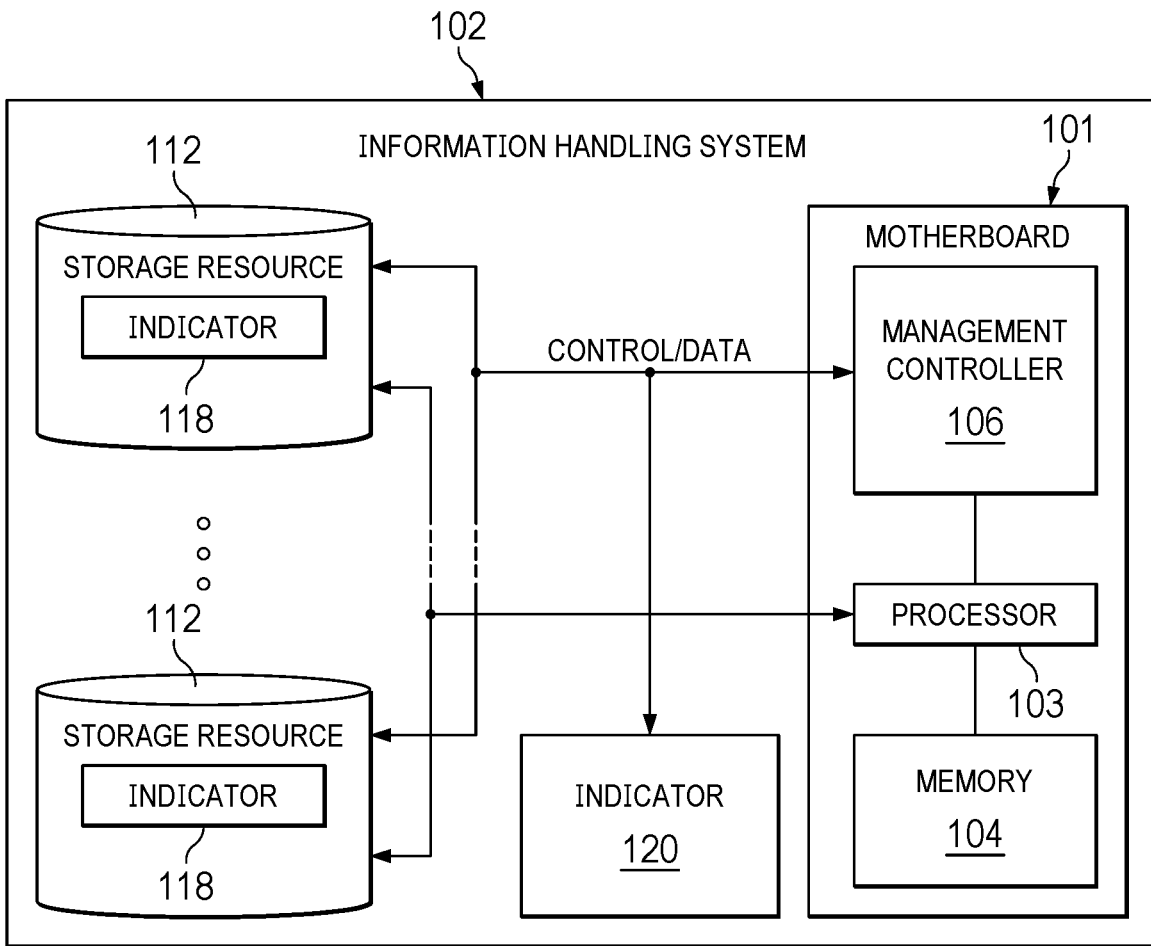 102
INFORMATION HANDLING SYSTEM
101
112
STORAGE RESOURCE
INDICATOR
118
CONTROL/DATA
MOTHERBOARD
MANAGEMENT
CONTROLLER
106
PROCESSOR
103
112
STORAGE RESOURCE
INDICATOR
118
INDICATOR
120
MEMORY
104